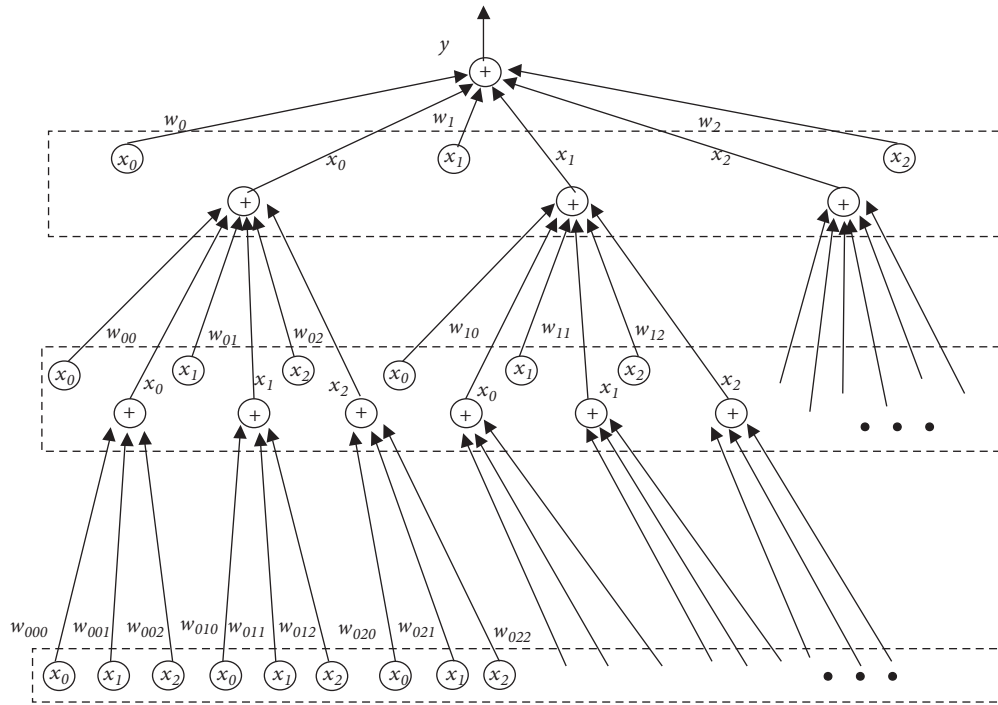 y
+
w0 w1 w2
x0 x0 x1 x1 x2 x2
+ + +
w00 w01 w02 w10 w11 w12
x0 x0 x1 x1 x2 x2 x0 x0 x1 x1 x2 x2
+ + + + + +
w000 w001 w002 w010 w011 w012 w020 w021 w022
x0 x1 x2 x0 x1 x2 x0 x1 x2